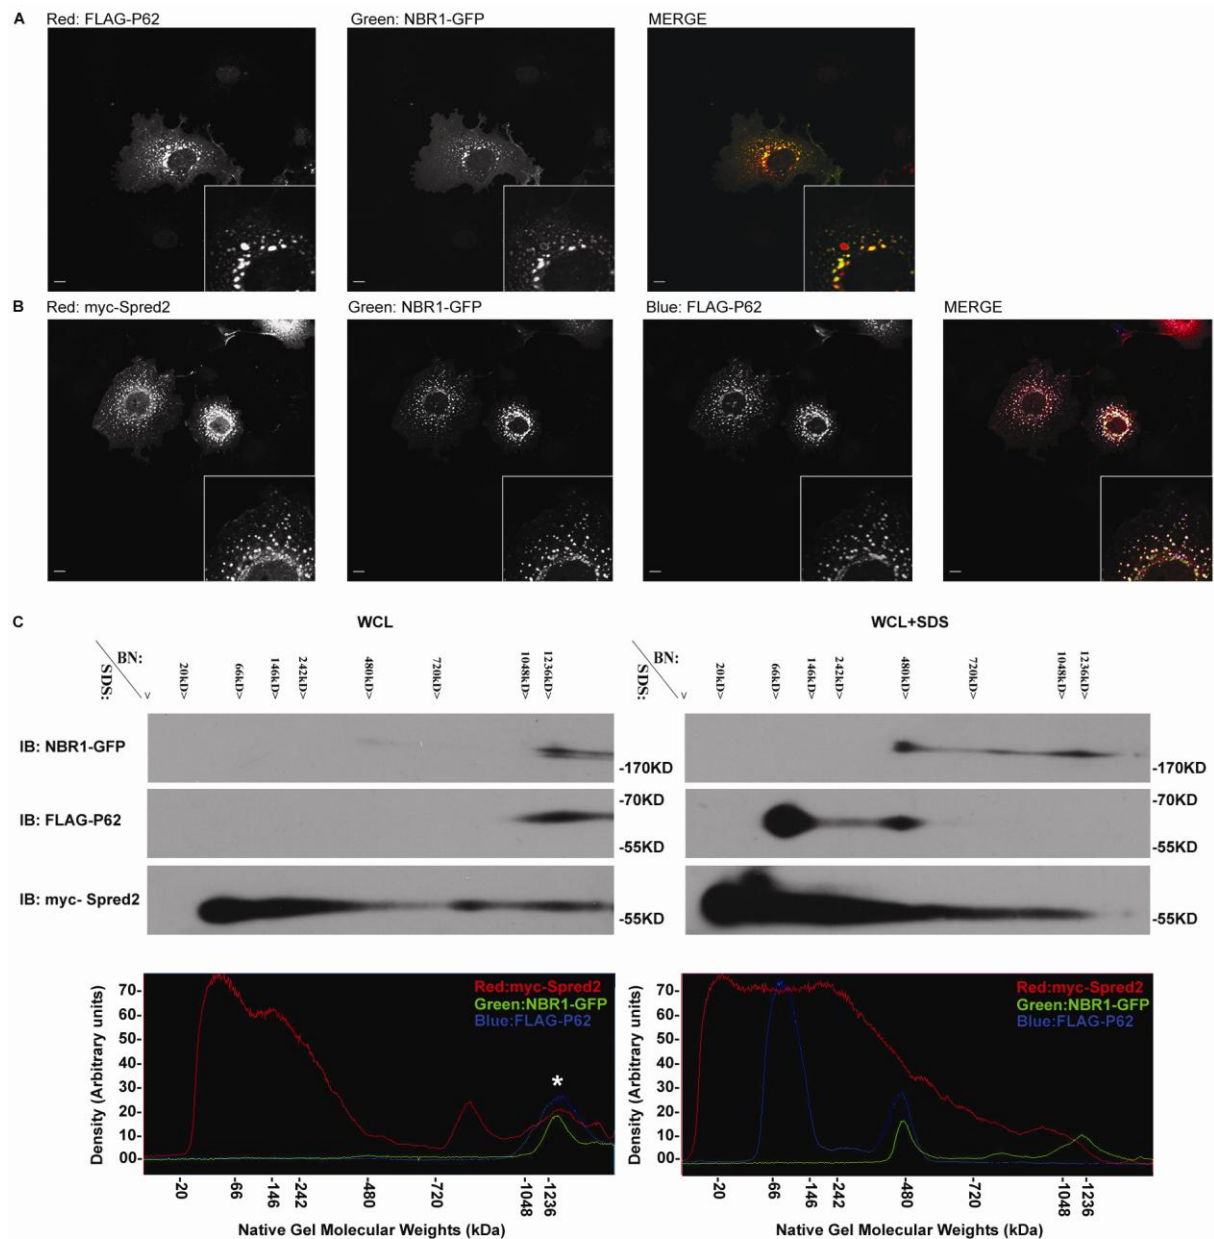 A Red: FLAG-P62 Green: NBR1-GFP MERGE
B Red: myc-Spred2 Green: NBR1-GFP Blue: FLAG-P62 MERGE
C WCL WCL+SDS
BN: 20kD> 66kD> 146kD> 242kD> 480kD> 720kD> 1048kD> 1236kD>
SDS: V
BN: 20kD> 66kD> 146kD> 242kD> 480kD> 720kD> 1048kD> 1236kD>
SDS: V
IB: NBR1-GFP -170KD -170KD
IB: FLAG-P62 -70KD -55KD -70KD -55KD
IB: myc- Spred2 -55KD -55KD
Density (Arbitrary units)
70-
60-
50-
40-
30-
20-
10-
00-
Red:myc-Spred2
Green:NBR1-GFP
Blue:FLAG-P62
*
-20 -66 -146 -242 -480 -720 -1048 -1236
Native Gel Molecular Weights (kDa)
Density (Arbitrary units)
70-
60-
50-
40-
30-
20-
10-
00-
Red:myc-Spred2
Green:NBR1-GFP
Blue:FLAG-P62
-20 -66 -146 -242 -480 -720 -1048 -1236
Native Gel Molecular Weights (kDa)